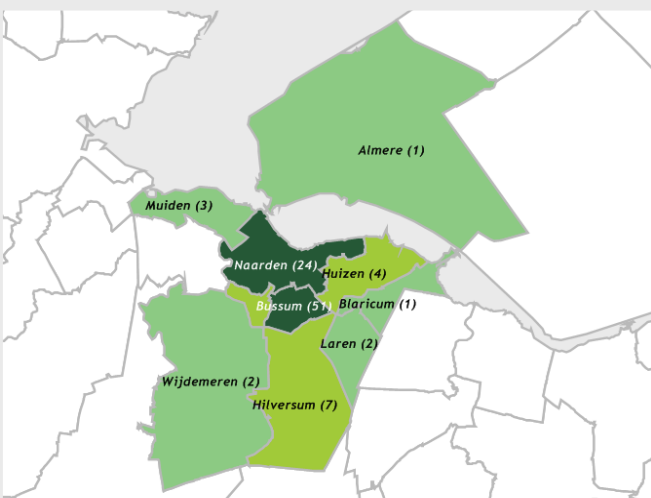 Almere (1)
Muiden (3)
Naarden (24)
Huizen (4)
Bussum (51)
Blaricum (1)
Laren (2)
Wijdemeren (2)
Hilversum (7)